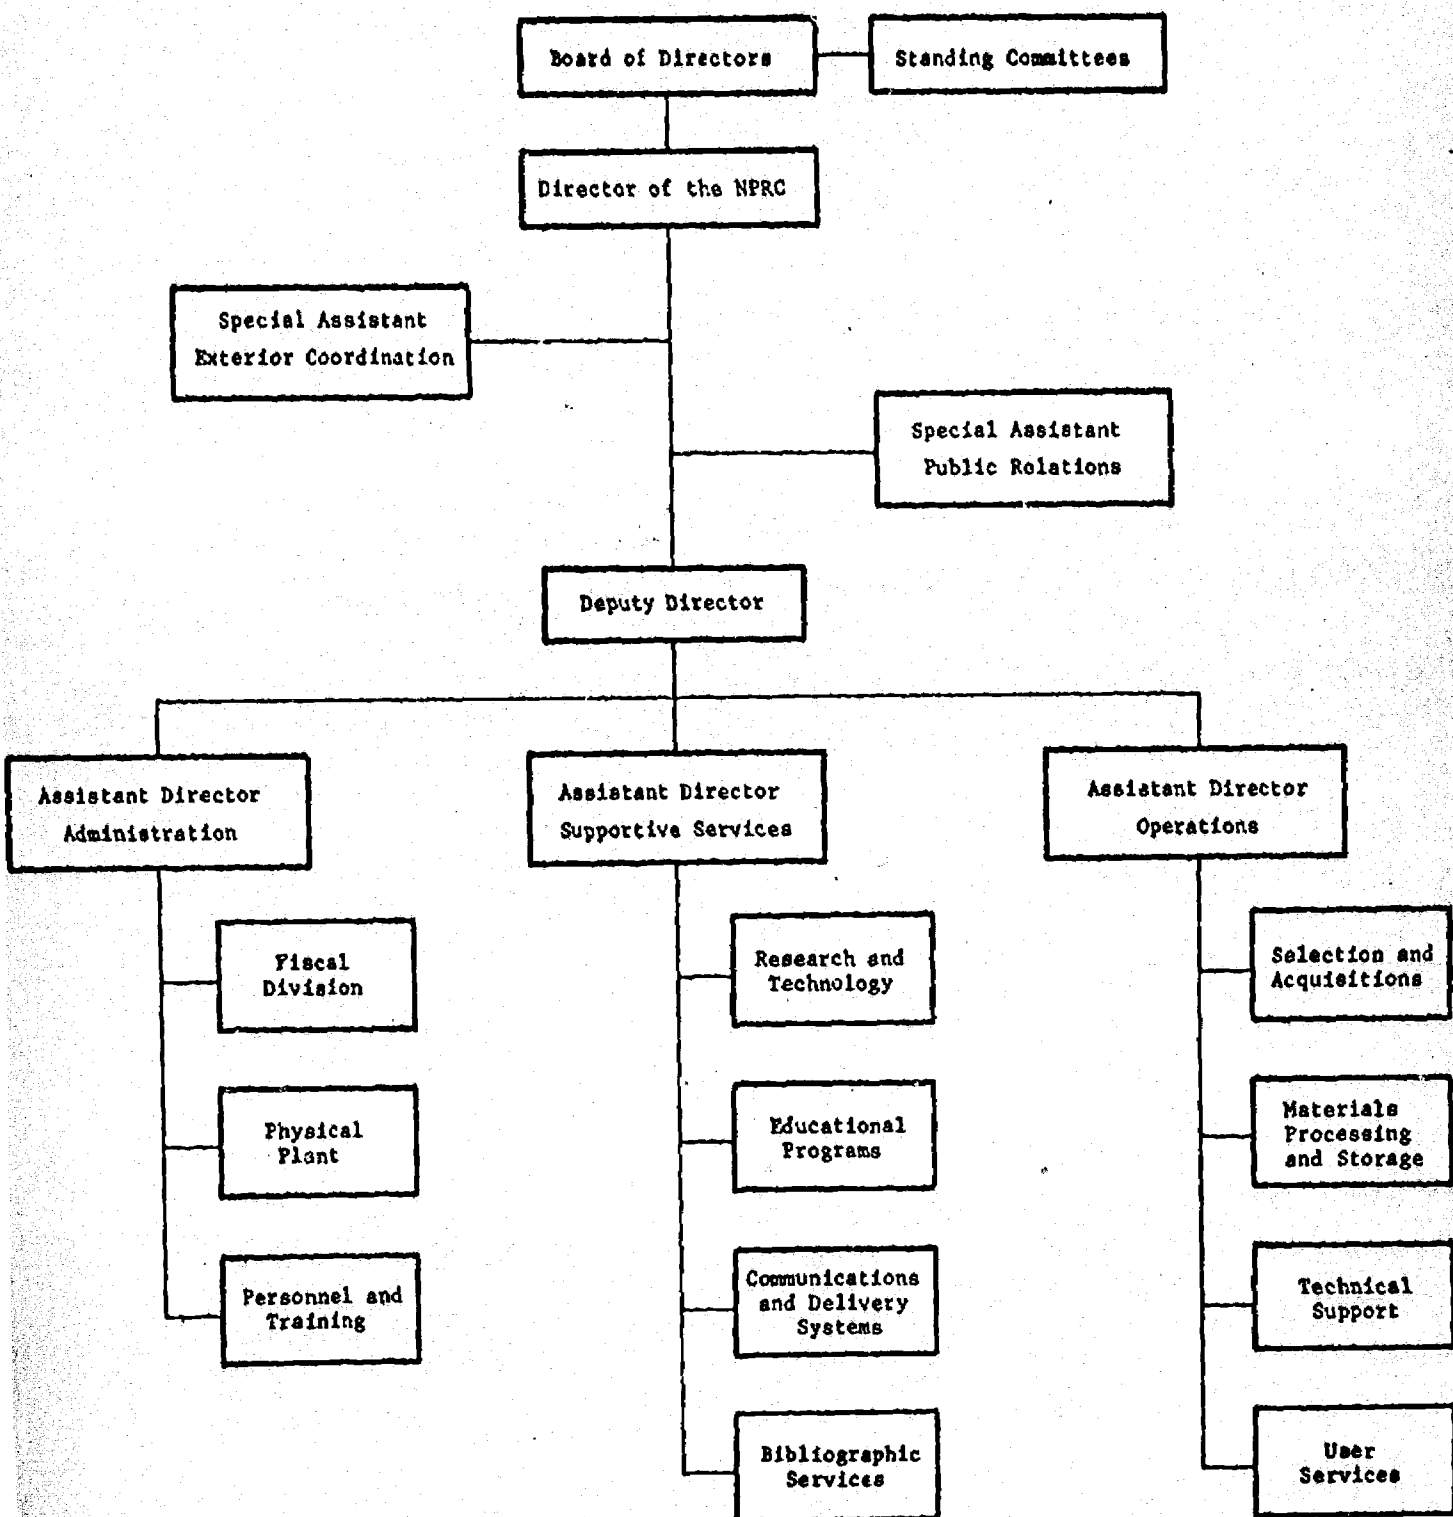 Board of Directors
Standing Committees
Director of the NPRC
Special Assistant
Exterior Coordination
Special Assistant
Public Relations
Deputy Director
Assistant Director
Administration
Assistant Director
Supportive Services
Assistant Director
Operations
Fiscal
Division
Research and
Technology
Selection and
Acquisitions
Physical
Plant
Educational
Programs
Materials
Processing
and Storage
Personnel and
Training
Communications
and Delivery
Systems
Technical
Support
Bibliographic
Services
User
Services